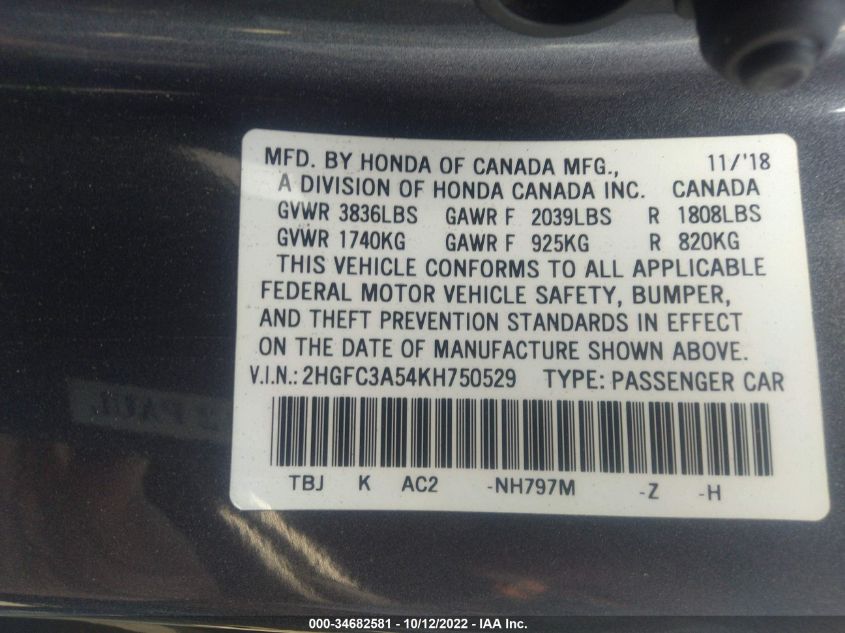 MFD. BY HONDA OF CANADA MFG., 11/'18
A DIVISION OF HONDA CANADA INC. CANADA
GVWR 3836LBS GAWR F 2039LBS R 1808LBS
GVWR 1740KG GAWR F 925KG R 820KG
THIS VEHICLE CONFORMS TO ALL APPLICABLE
FEDERAL MOTOR VEHICLE SAFETY, BUMPER,
AND THEFT PREVENTION STANDARDS IN EFFECT
ON THE DATE OF MANUFACTURE SHOWN ABOVE.
V.I.N.: 2HGFC3A54KH750529 TYPE: PASSENGER CAR
TBJ K AC2 -NH797M -Z -H
000-34682581 - 10/12/2022 - IAA Inc.